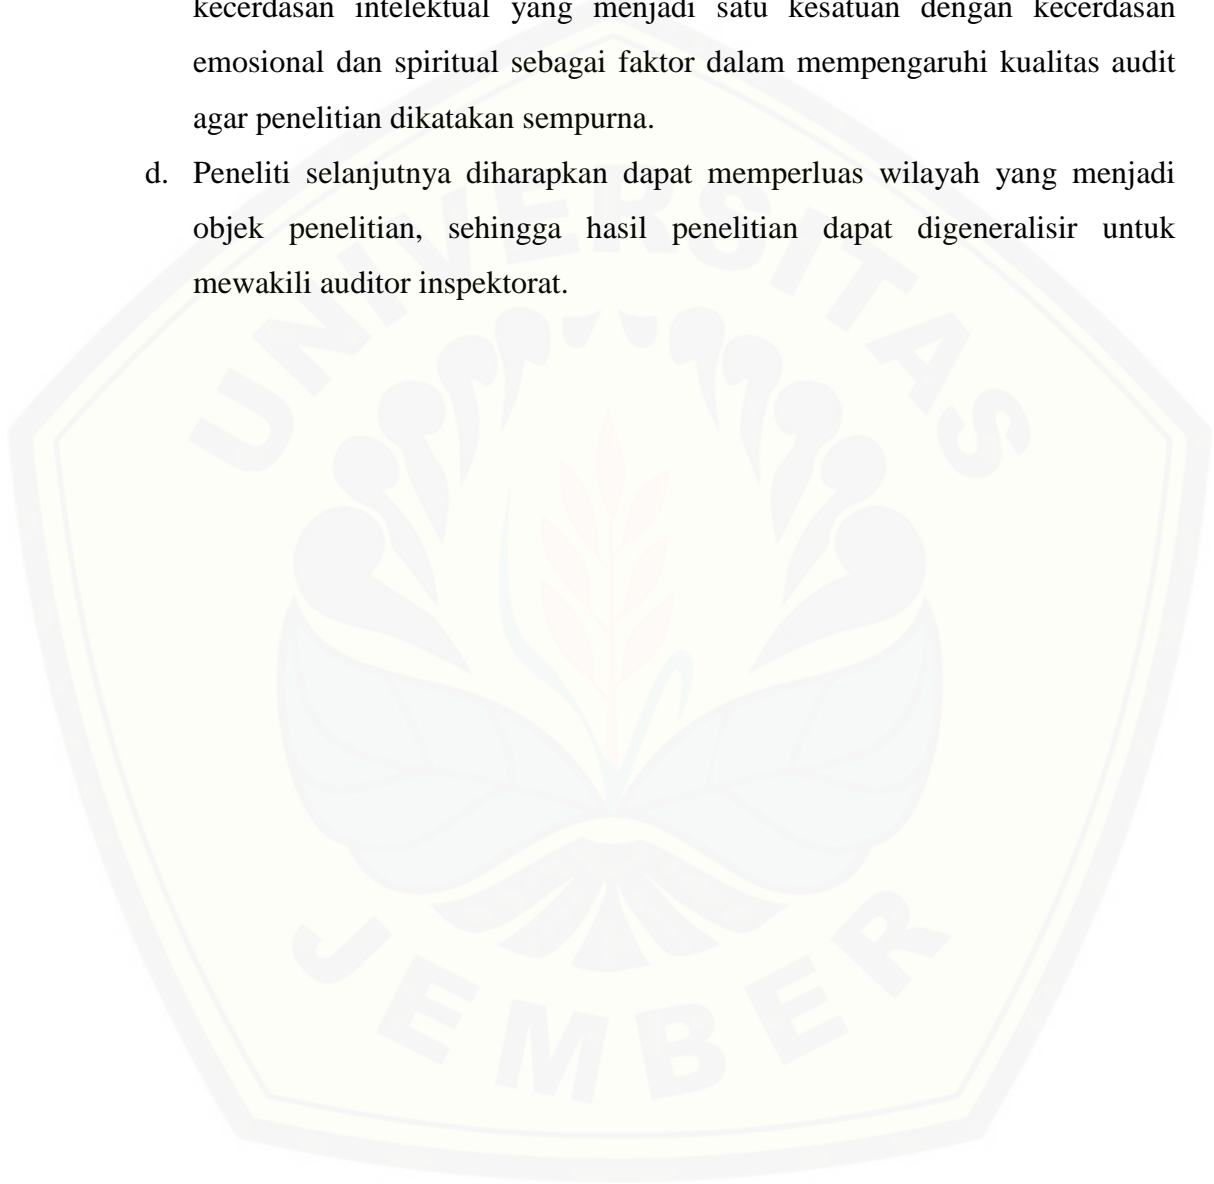 kecerdasan intelektual yang menjadi satu kesatuan dengan kecerdasan
emosional dan spiritual sebagai faktor dalam mempengaruhi kualitas audit
agar penelitian dikatakan sempurna.
d. Peneliti selanjutnya diharapkan dapat memperluas wilayah yang menjadi
objek penelitian, sehingga hasil penelitian dapat digeneralisir untuk
mewakili auditor inspektorat.
UNIVERSITAS
JEMBER